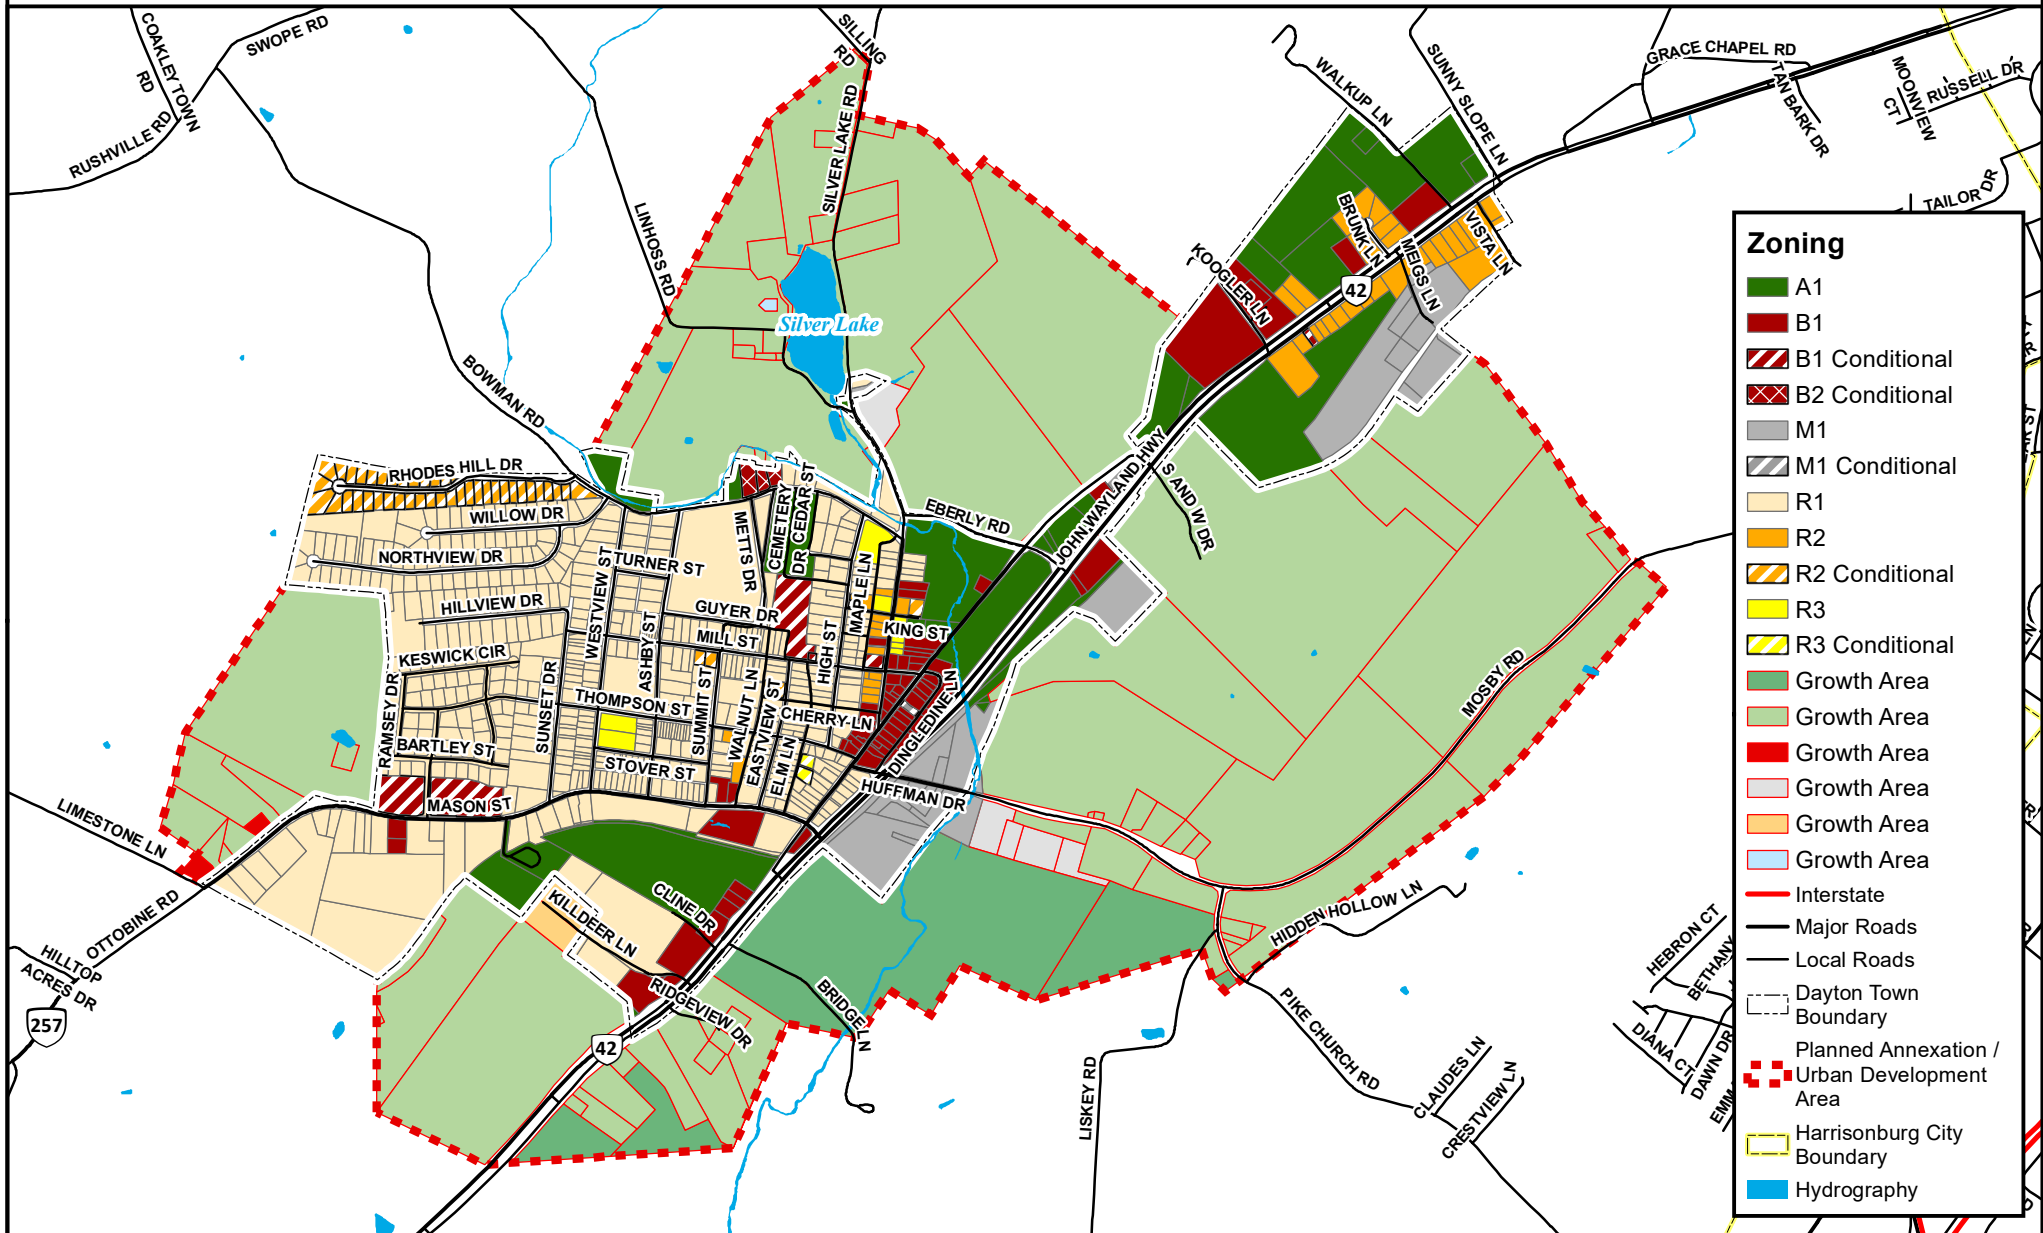 COAKLEY TOWN
RD
SWOPE RD
RUSHVILLE RD
SILLING
RD
SILVER LAKE RD
LINHOSS RD
Silver Lake
BOWMAN RD
WALKUP LN
SUNNY SLOPE LN
GRACE CHAPEL RD
TAN BARK DR
MOONVIEW
CT
RUSSELL DR
TAILOR DR
BRUNK LN
VISTA LN
MEIGS LN
KOOGLER LN
42
JOHN WAYLAND HWY
S AND W DR
EBERLY RD
RHODES HILL DR
WILLOW DR
NORTHVIEW DR
HILLVIEW DR
KESWICK CIR
RAMSEY DR
BARTLEY ST
MASON ST
SUNSET DR
WESTVIEW ST
TURNER ST
ASHBY ST
GUYER DR
MILL ST
METTS DR
CEMETERY
DR
CEDAR ST
MAPLE LN
HIGH ST
KING ST
THOMPSON ST
SUMMIT ST
WALNUT LN
EASTVIEW ST
ELM LN
CHERRY LN
STOVER ST
DINGLEDINE LN
HUFFMAN DR
MOSBY RD
LIMESTONE LN
OTTOBINE RD
HILLTOP
ACRES DR
257
KILLDEER LN
CLINE DR
RIDGEVIEW DR
BRIDGE LN
42
HIDDEN HOLLOW LN
PIKE CHURCH RD
LISKEY RD
CLAUDES LN
CRESTVIEW LN
HEBRON CT
BETHANY
DIANA CT
DAWN DR
EMM
Zoning
A1
B1
B1 Conditional
B2 Conditional
M1
M1 Conditional
R1
R2
R2 Conditional
R3
R3 Conditional
Growth Area
Growth Area
Growth Area
Growth Area
Growth Area
Growth Area
Interstate
Major Roads
Local Roads
Dayton Town
Boundary
Planned Annexation /
Urban Development
Area
Harrisonburg City
Boundary
Hydrography